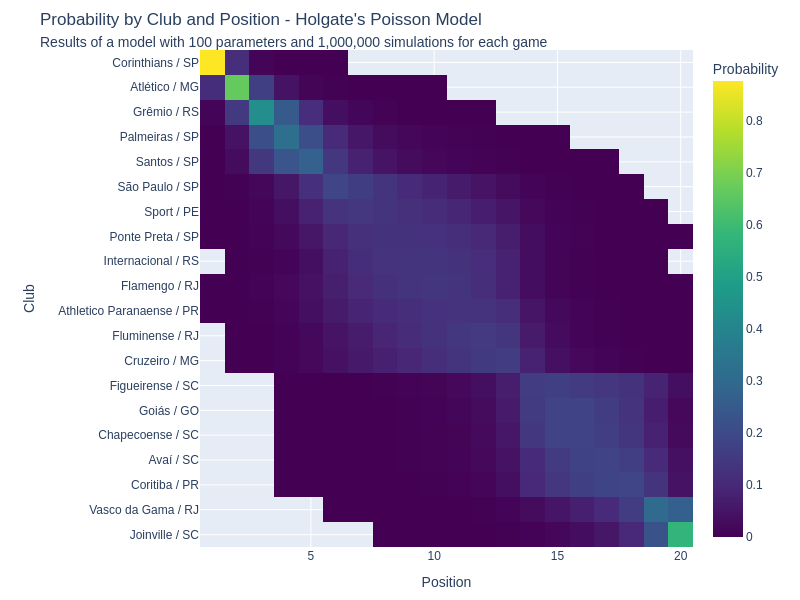 Probability by Club and Position - Holgate's Poisson Model
Results of a model with 100 parameters and 1,000,000 simulations for each game
Probability
Corinthians / SP
Atlético / MG
Grêmio / RS
Palmeiras / SP
Santos / SP
São Paulo / SP
Sport / PE
Ponte Preta / SP
Internacional / RS
Flamengo / RJ
Athletico Paranaense / PR
Fluminense / RJ
Cruzeiro / MG
Figueirense / SC
Goiás / GO
Chapecoense / SC
Avaí / SC
Coritiba / PR
Vasco da Gama / RJ
Joinville / SC
Club
0.8
0.7
0.6
0.5
0.4
0.3
0.2
0.1
0
5 10 15 20
Position